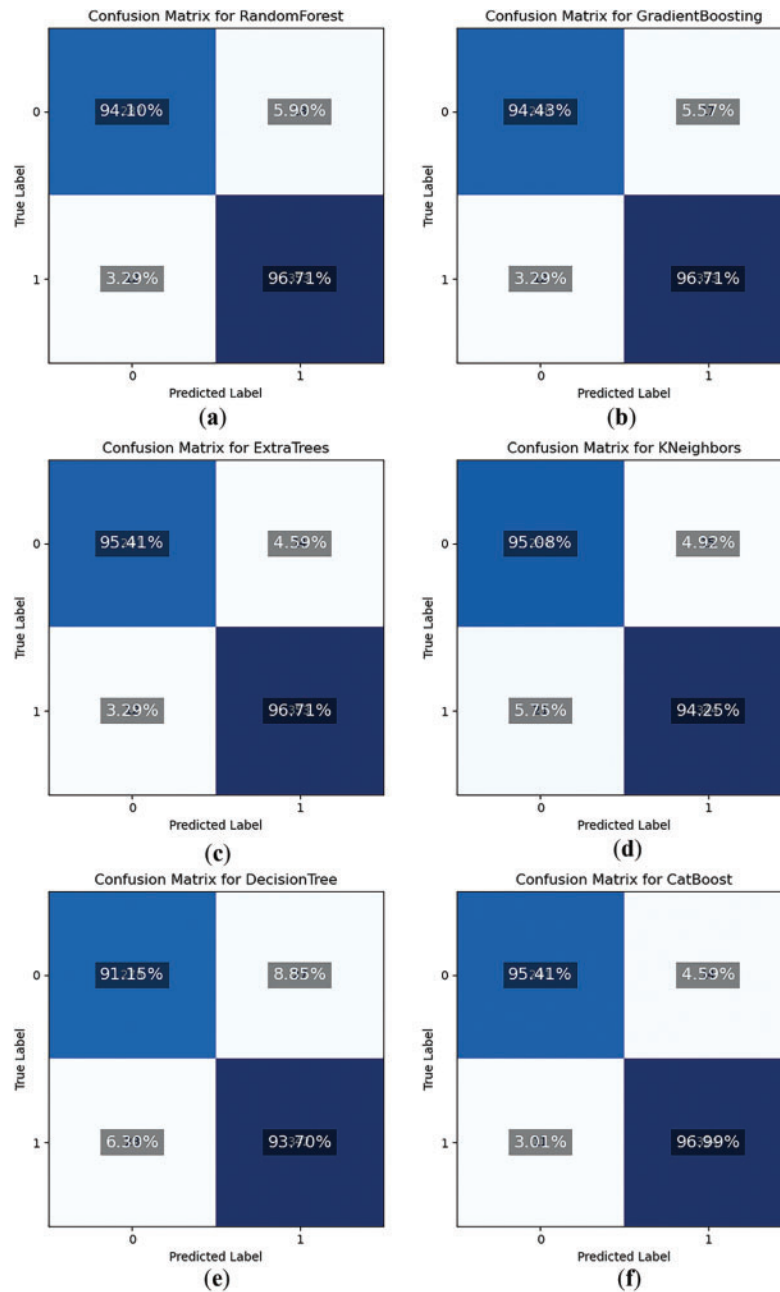 Confusion Matrix for RandomForest
0
94.10%
5.90%
True Label
1
3.29%
96.71%
0
1
Predicted Label
(a)
Confusion Matrix for GradientBoosting
0
94.43%
5.57%
True Label
1
3.29%
96.71%
0
1
Predicted Label
(b)
Confusion Matrix for ExtraTrees
0
95.41%
4.59%
True Label
1
3.29%
96.71%
0
1
Predicted Label
(c)
Confusion Matrix for KNeighbors
0
95.08%
4.92%
True Label
1
5.75%
94.25%
0
1
Predicted Label
(d)
Confusion Matrix for DecisionTree
0
91.15%
8.85%
True Label
1
6.30%
93.70%
0
1
Predicted Label
(e)
Confusion Matrix for CatBoost
0
95.41%
4.59%
True Label
1
3.01%
96.99%
0
1
Predicted Label
(f)